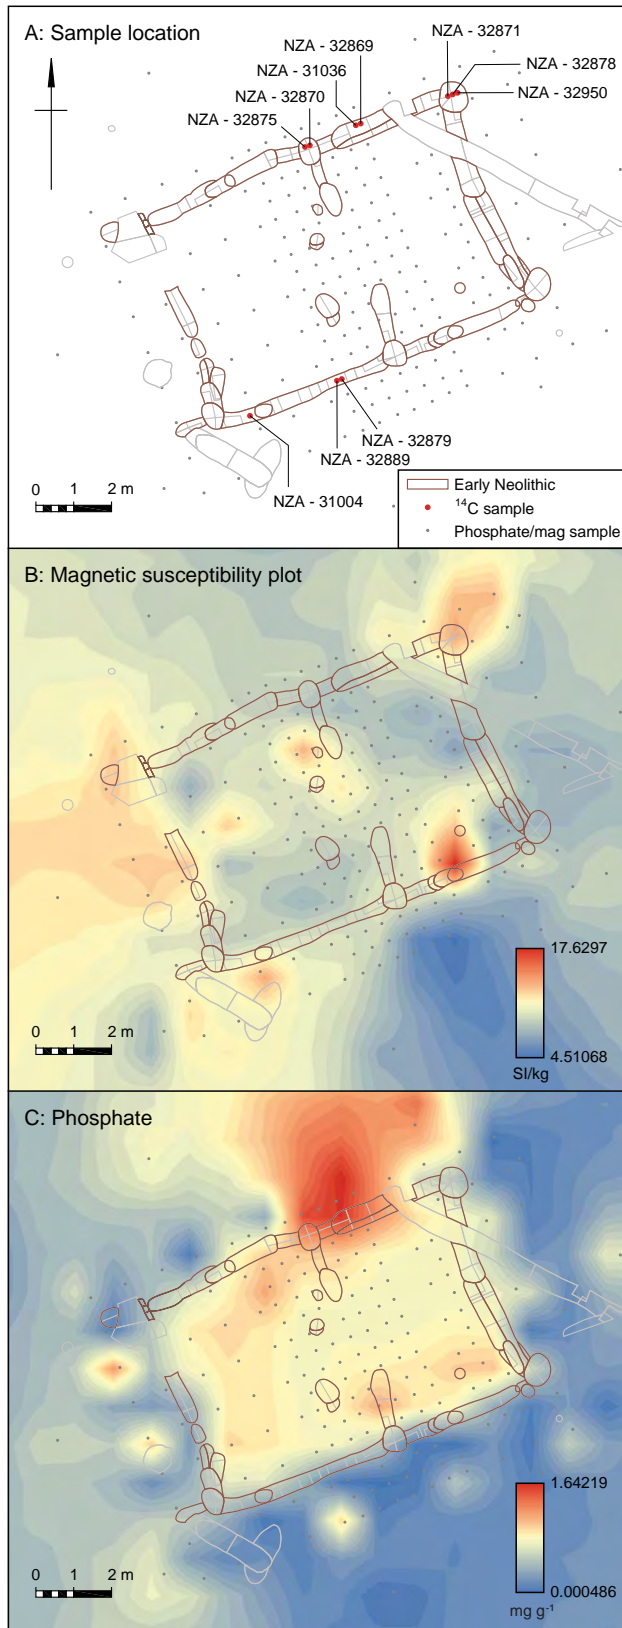 A: Sample location
NZA - 32869
NZA - 31036
NZA - 32870
NZA - 32875
NZA - 32871
NZA - 32878
NZA - 32950
NZA - 32879
NZA - 32889
NZA - 31004
0 1 2 m
Early Neolithic
¹⁴C sample
Phosphate/mag sample
B: Magnetic susceptibility plot
17.6297
4.51068
SI/kg
0 1 2 m
C: Phosphate
1.64219
0.000486
mg g⁻¹
0 1 2 m